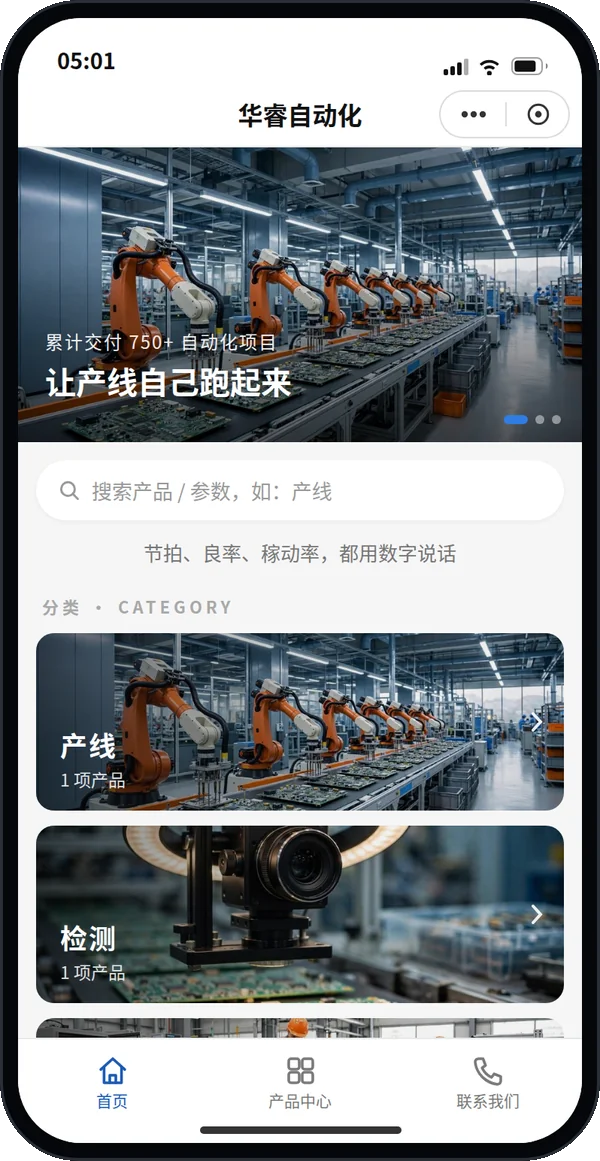 05:01
华睿自动化
累计交付 750+ 自动化项目
让产线自己跑起来
搜索产品 / 参数，如：产线
节拍、良率、稼动率，都用数字说话
分类 • CATEGORY
产线
1 项产品
检测
1 项产品
首页
产品中心
联系我们